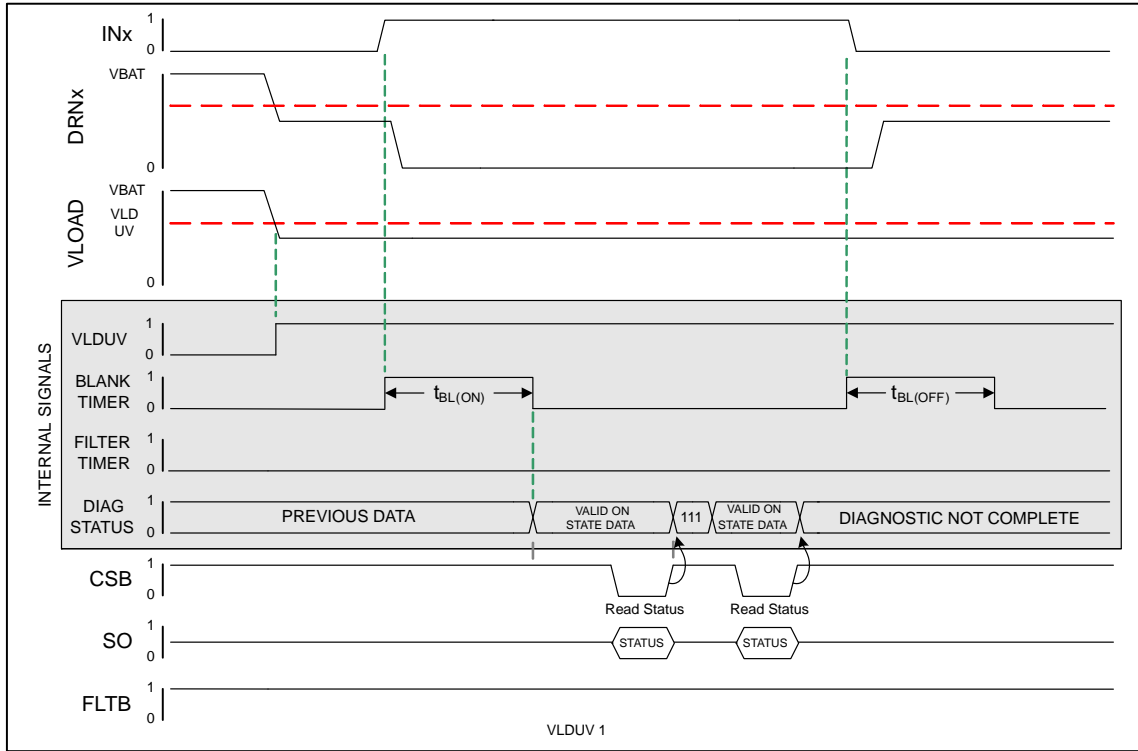 INx
1
0
DRNx
VBAT
0
VLOAD
VBAT
VLD
UV
0
INTERNAL SIGNALS
VLDUV
1
0
BLANK
TIMER
1
0
tBL(ON)
tBL(OFF)
FILTER
TIMER
1
0
DIAG
STATUS
1
0
PREVIOUS DATA
VALID ON
STATE DATA
111
VALID ON
STATE DATA
DIAGNOSTIC NOT COMPLETE
CSB
1
0
Read Status
Read Status
SO
1
0
STATUS
STATUS
FLTB
1
0
VLDUV 1